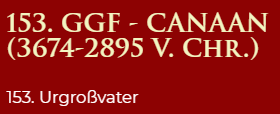 153. GGF - CANAAN
(3674-2895 V. CHR.)
153. Urgroßvater